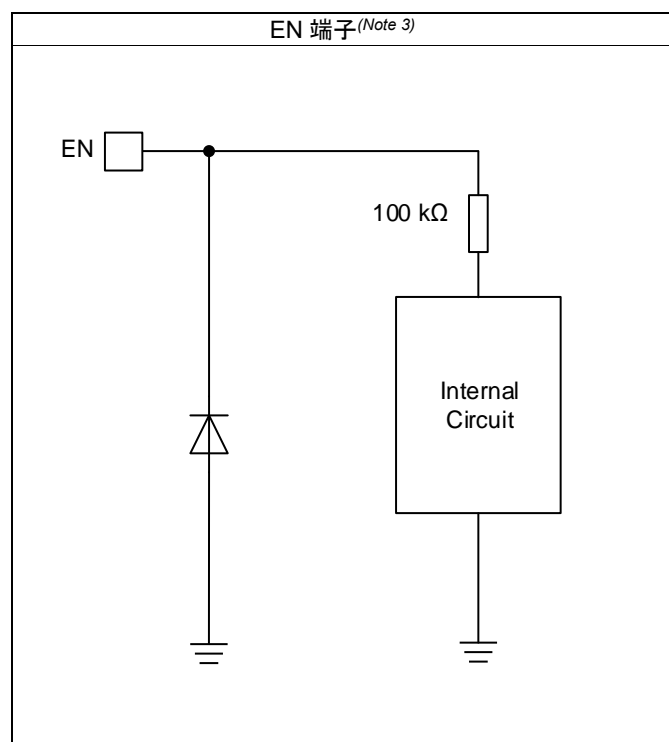 EN 端子(Note 3)
EN
100 kΩ
Internal
Circuit